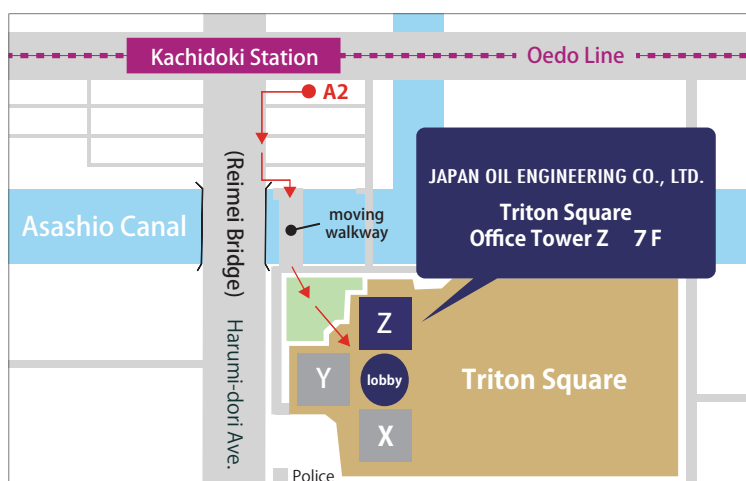 Kachidoki Station
Oedo Line
A2
(Reimei Bridge)
JAPAN OIL ENGINEERING CO., LTD.
Triton Square
Office Tower Z 7F
Asashio Canal
moving
walkway
Harumi-dori Ave.
Z
Y
lobby
Triton Square
X
Police